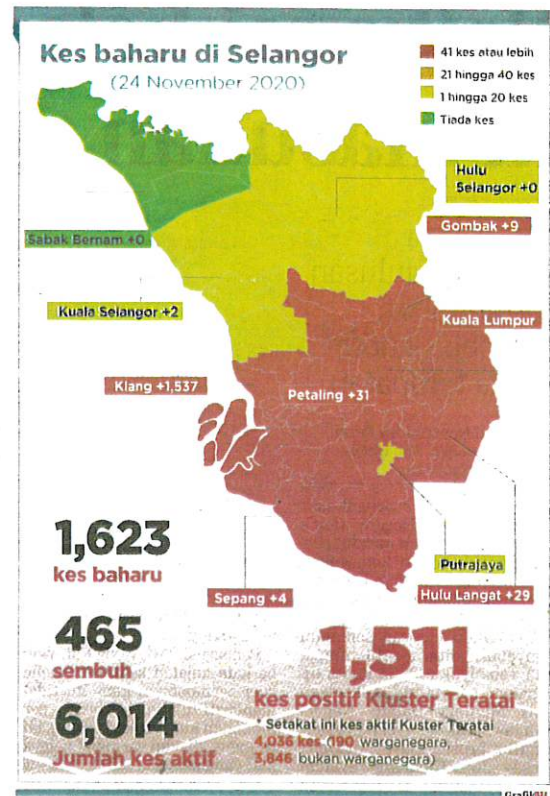 Kes baharu di Selangor
(24 November 2020)
41 kes atau lebih
21 hingga 40 kes
1 hingga 20 kes
Tiada kes
Hulu
Selangor +0
Gombak +9
Sabak Bernam +0
Kuala Selangor +2
Kuala Lumpur
Klang +1,537
Petaling +31
1,623
kes baharu
Putrajaya
Sepang +4
Hulu Langat +29
465
sembuh
1,511
kes positif Kluster Teratai
6,014
Jumlah kes aktif
* Setakat ini kes aktif Kuster Teratai
4,036 kes (190 warganegara,
3,846 bukan warganegara)